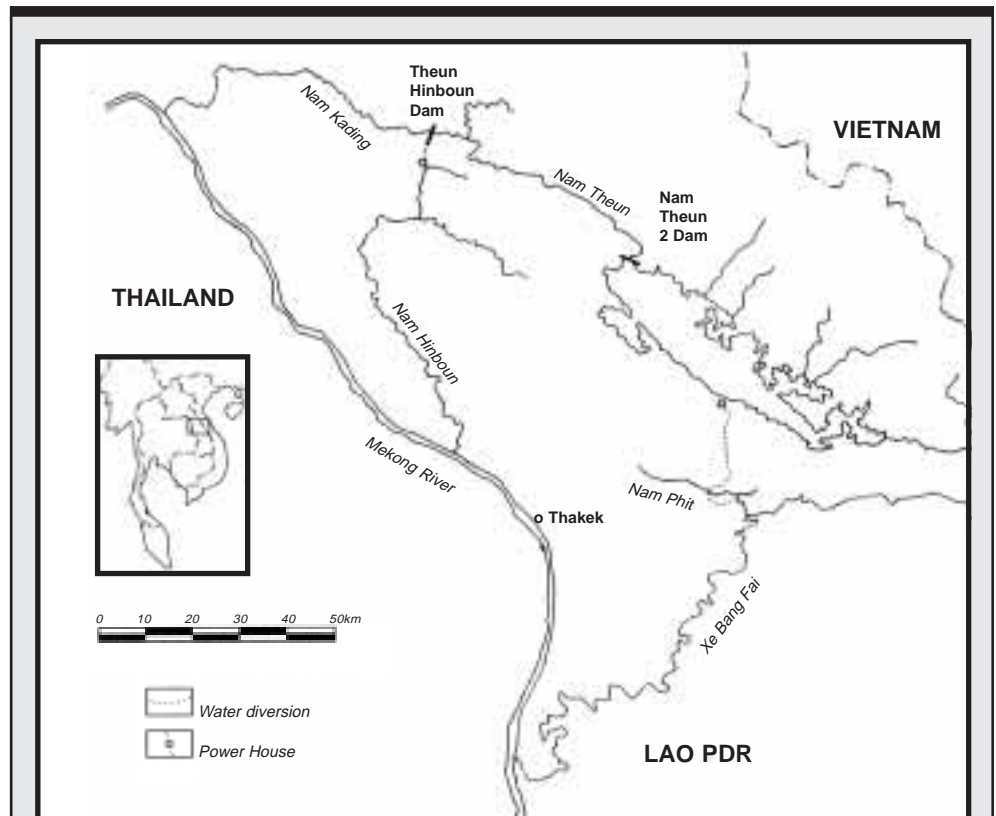 Theun
Hinboun
Dam
Nam Kading
VIETNAM
Nam Theun
Nam
Theun
2 Dam
THAILAND
Nam Hinboun
Mekong River
Nam Phit
o Thakek
Xe Bang Fai
0 10 20 30 40 50km
Water diversion
Power House
LAO PDR